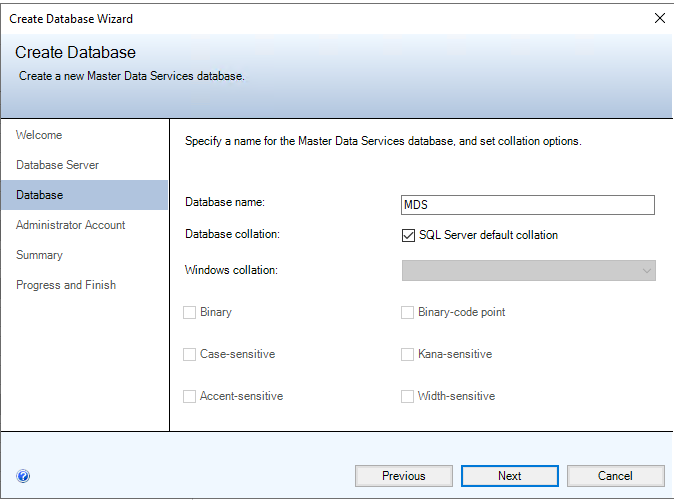 Create Database Wizard
Create Database
Create a new Master Data Services database.
Welcome
Database Server
Database
Administrator Account
Summary
Progress and Finish
Specify a name for the Master Data Services database, and set collation options.
Database name: MDS
Database collation: SQL Server default collation
Windows collation:
Binary Binary-code point
Case-sensitive Kana-sensitive
Accent-sensitive Width-sensitive
? Previous Next Cancel